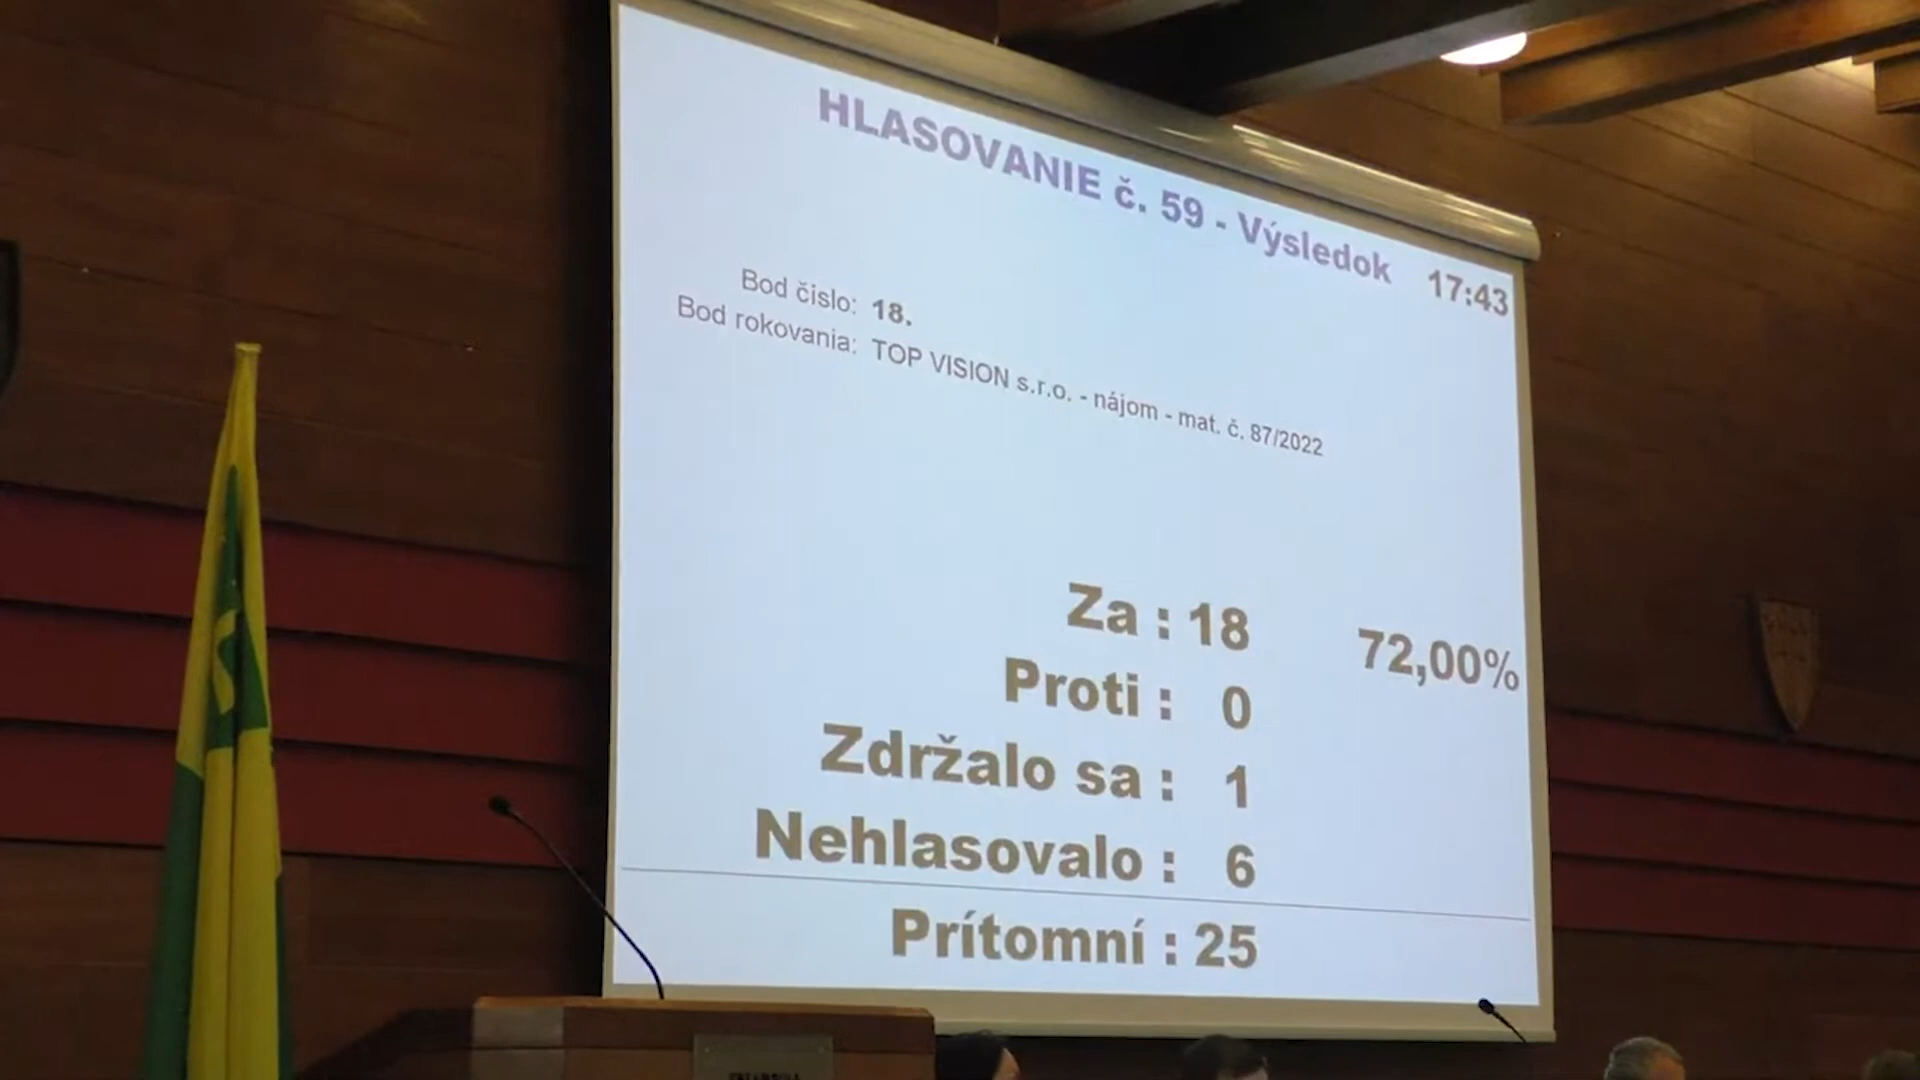 HLASOVANIE č. 59 - Výsledok 17:43
Bod číslo: 18.
Bod rokovania: TOP VISION s.r.o. - nájom - mat. č. 87/2022
Za : 18 72,00%
Proti : 0
Zdržalo sa : 1
Nehlasovalo : 6
Prítomní : 25